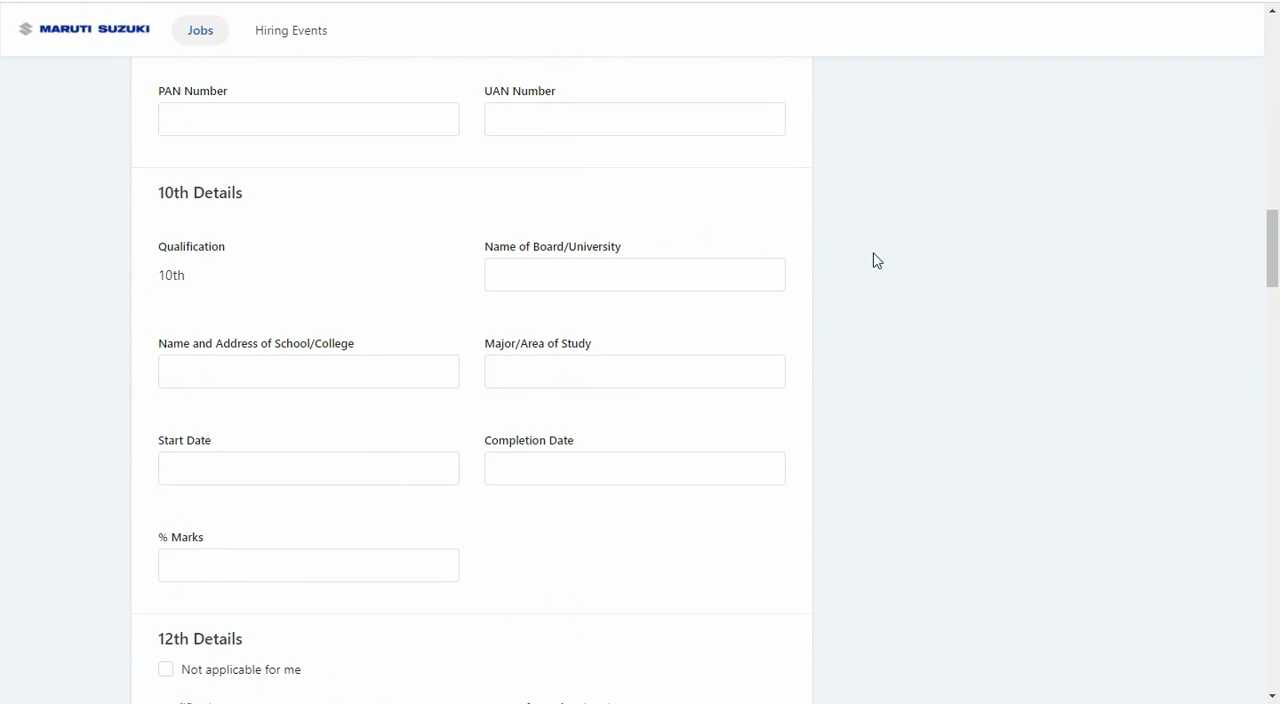 MARUTI SUZUKI Jobs Hiring Events
PAN Number UAN Number
10th Details
Qualification Name of Board/University
10th
Name and Address of School/College Major/Area of Study
Start Date Completion Date
% Marks
12th Details
Not applicable for me